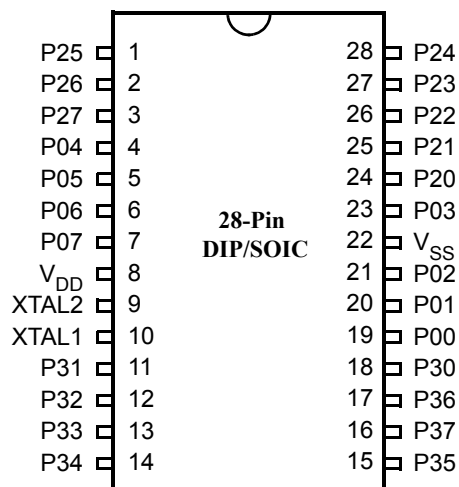 P25 1 28 P24
P26 2 27 P23
P27 3 26 P22
P04 4 25 P21
P05 5 24 P20
P06 6 23 P03
28-Pin
DIP/SOIC
P07 7 22 VSS
VDD 8 21 P02
XTAL2 9 20 P01
XTAL1 10 19 P00
P31 11 18 P30
P32 12 17 P36
P33 13 16 P37
P34 14 15 P35